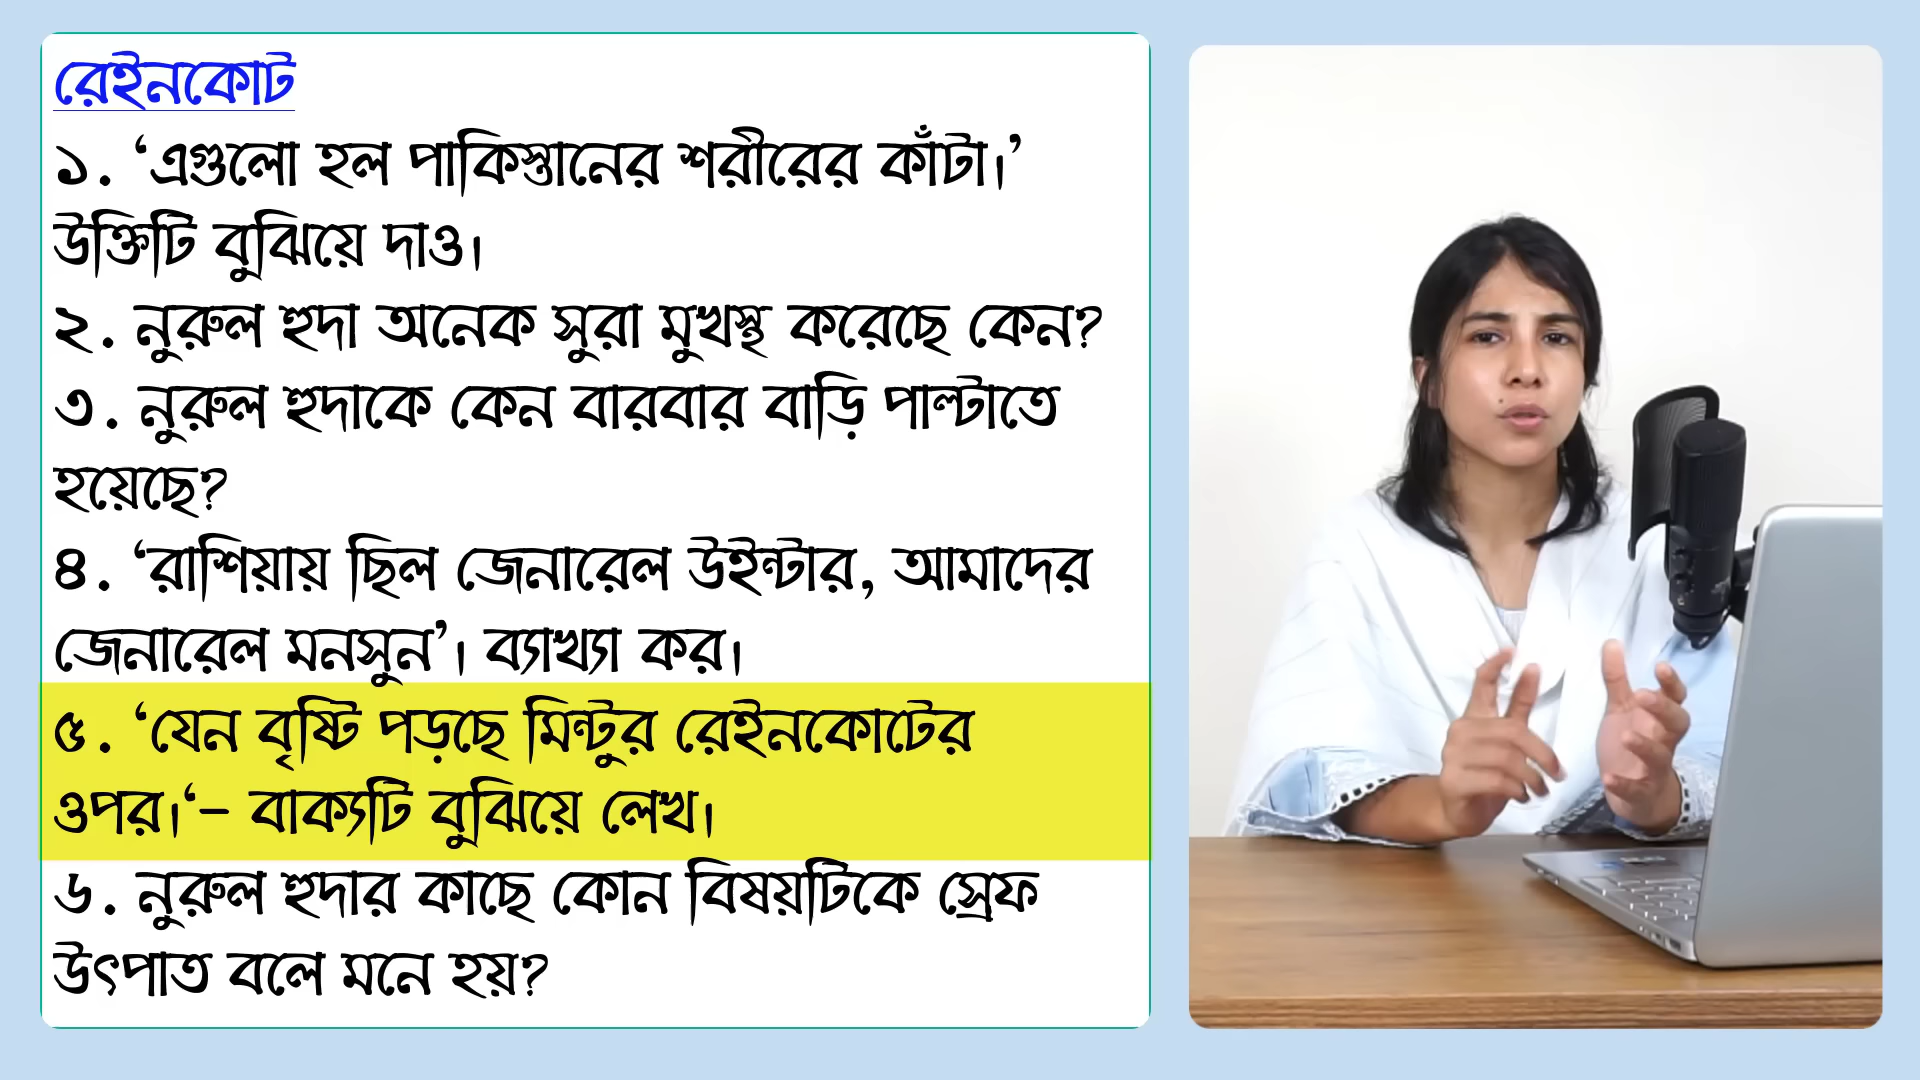 রেইনকোট
১. ‘এগুলো হল পাকিস্তানের শরীরের কাঁটা।’
উক্তিটি বুঝিয়ে দাও।
২. নুরুল হুদা অনেক সুরা মুখস্থ করেছে কেন?
৩. নুরুল হুদাকে কেন বারবার বাড়ি পাল্টাতে
হয়েছে?
৪. ‘রাশিয়ায় ছিল জেনারেল উইন্টার, আমাদের
জেনারেল মনসুন’। ব্যাখ্যা কর।
৫. ‘যেন বৃষ্টি পড়ছে মিন্টুর রেইনকোটের
ওপর।‘– বাক্যটি বুঝিয়ে লেখ।
৬. নুরুল হুদার কাছে কোন বিষয়টিকে স্রেফ
উৎপাত বলে মনে হয়?